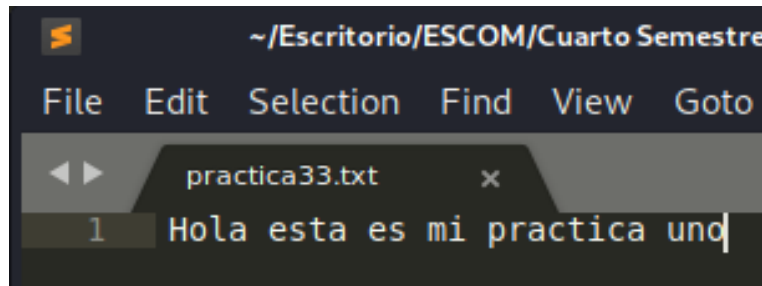 ~/Escritorio/ESCOM/Cuarto Semestre
File Edit Selection Find View Goto
practica33.txt
1 Hola esta es mi practica uno